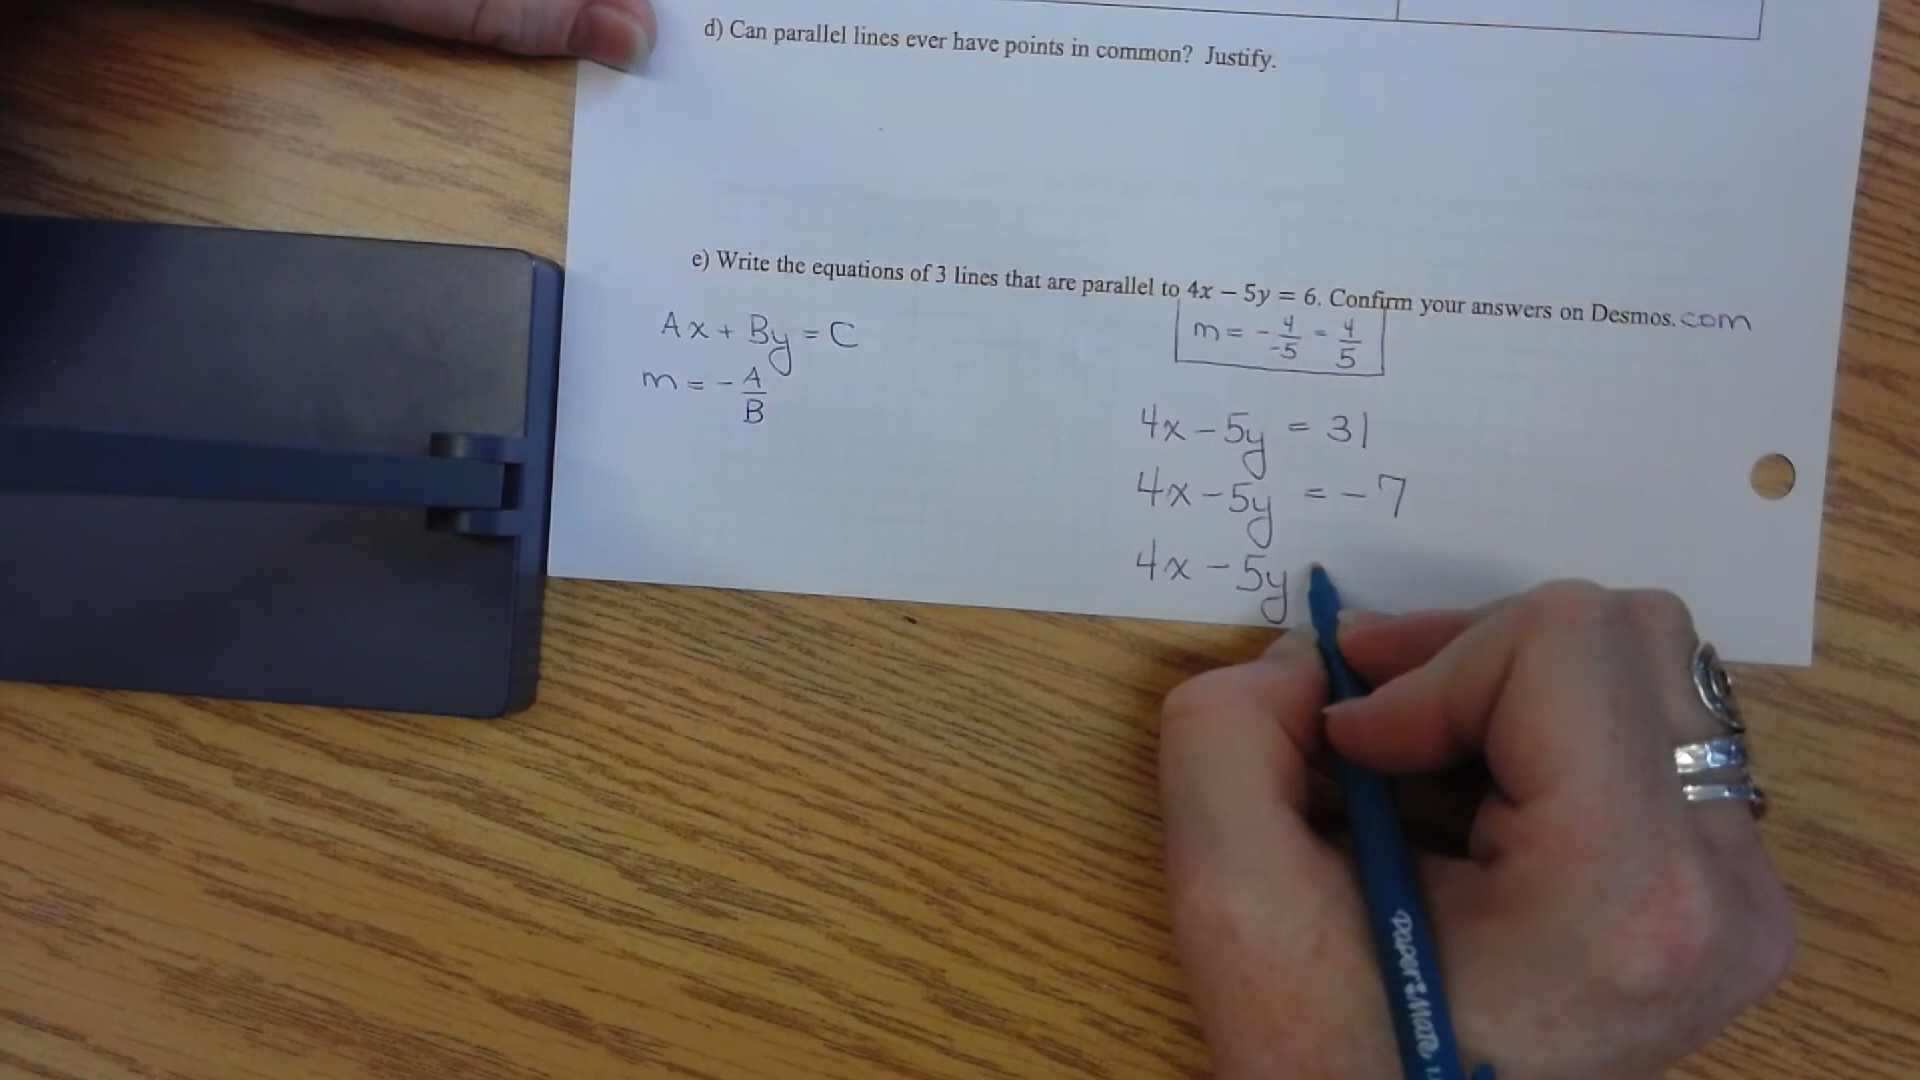 d) Can parallel lines ever have points in common? Justify.
e) Write the equations of 3 lines that are parallel to 4x – 5y = 6. Confirm your answers on Desmos.com
Ax + By = C
m = - A/B
m = - 4/-5 = 4/5
4x - 5y = 31
4x - 5y = -7
4x - 5y
PAPER:MATE